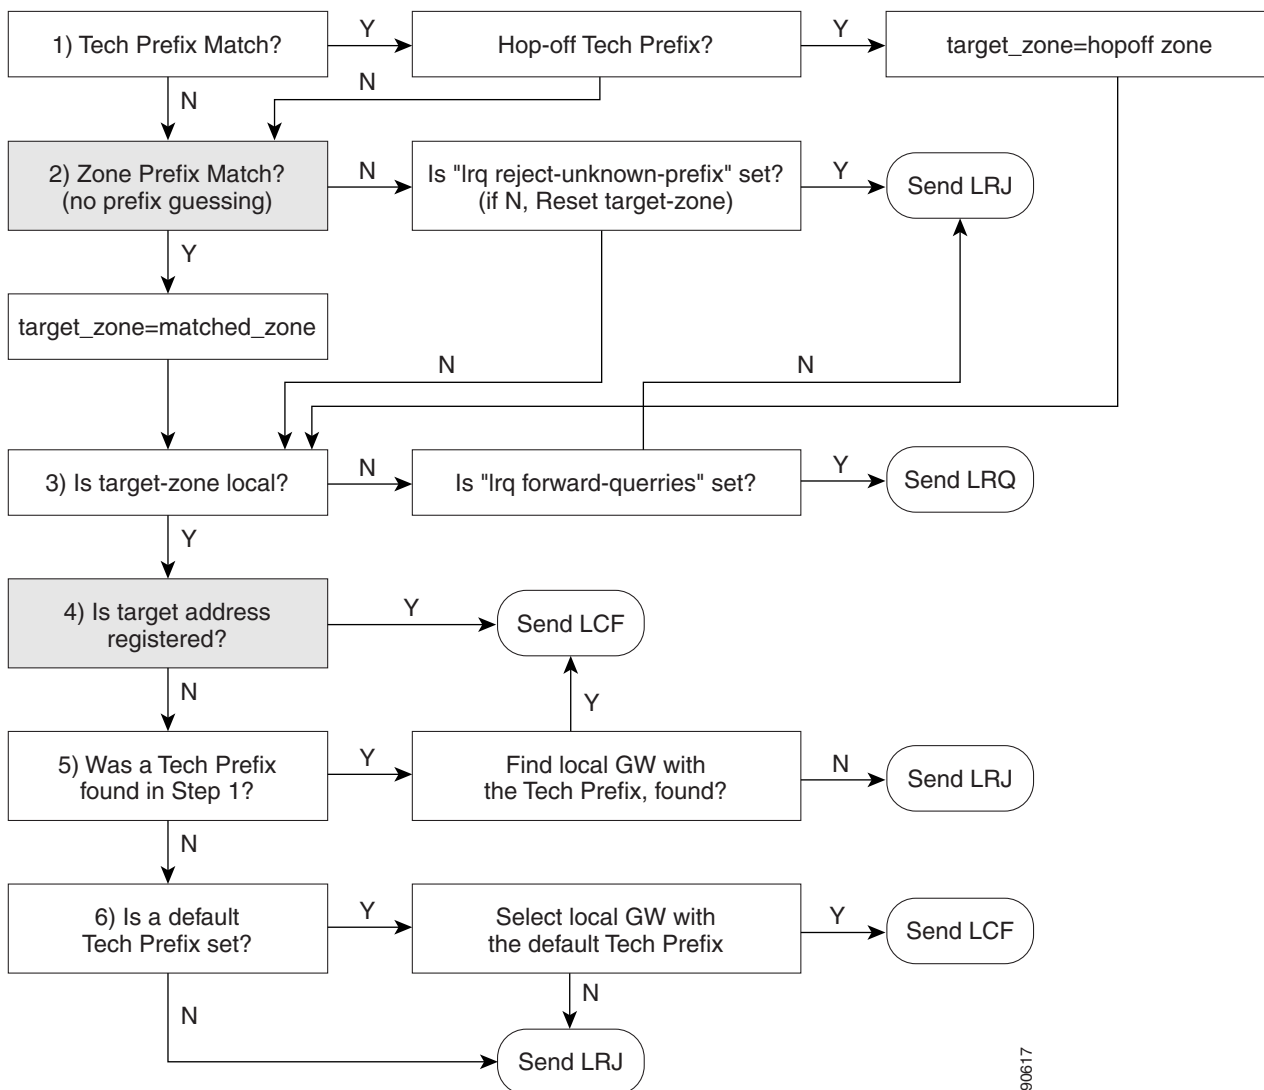 1) Tech Prefix Match?
Y
Hop-off Tech Prefix?
Y
target_zone=hopoff zone
N
N
2) Zone Prefix Match?
(no prefix guessing)
N
Is "lrq reject-unknown-prefix" set?
(if N, Reset target-zone)
Y
Send LRJ
Y
target_zone=matched_zone
N
N
3) Is target-zone local?
N
Is "lrq forward-querries" set?
Y
Send LRQ
Y
4) Is target address
registered?
Y
Send LCF
N
Y
5) Was a Tech Prefix
found in Step 1?
Y
Find local GW with
the Tech Prefix, found?
N
Send LRJ
N
6) Is a default
Tech Prefix set?
Y
Select local GW with
the default Tech Prefix
Y
Send LCF
N
N
Send LRJ
90617